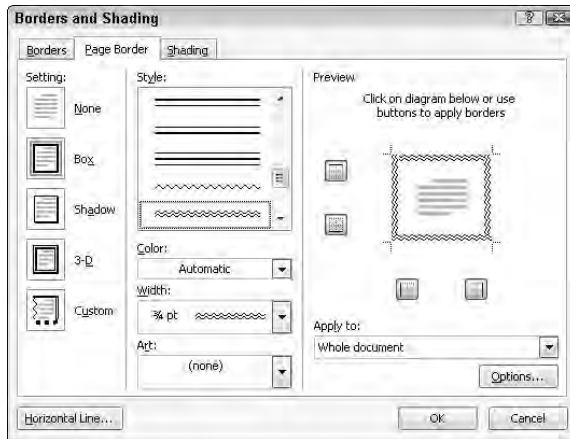 Borders and Shading
Borders
Page Border
Shading
Setting:
None
Box
Shadow
3-D
Custom
Style:
Color:
Automatic
Width:
¾ pt
Art:
(none)
Preview
Click on diagram below or use
buttons to apply borders
Apply to:
Whole document
Options...
Horizontal Line...
OK
Cancel